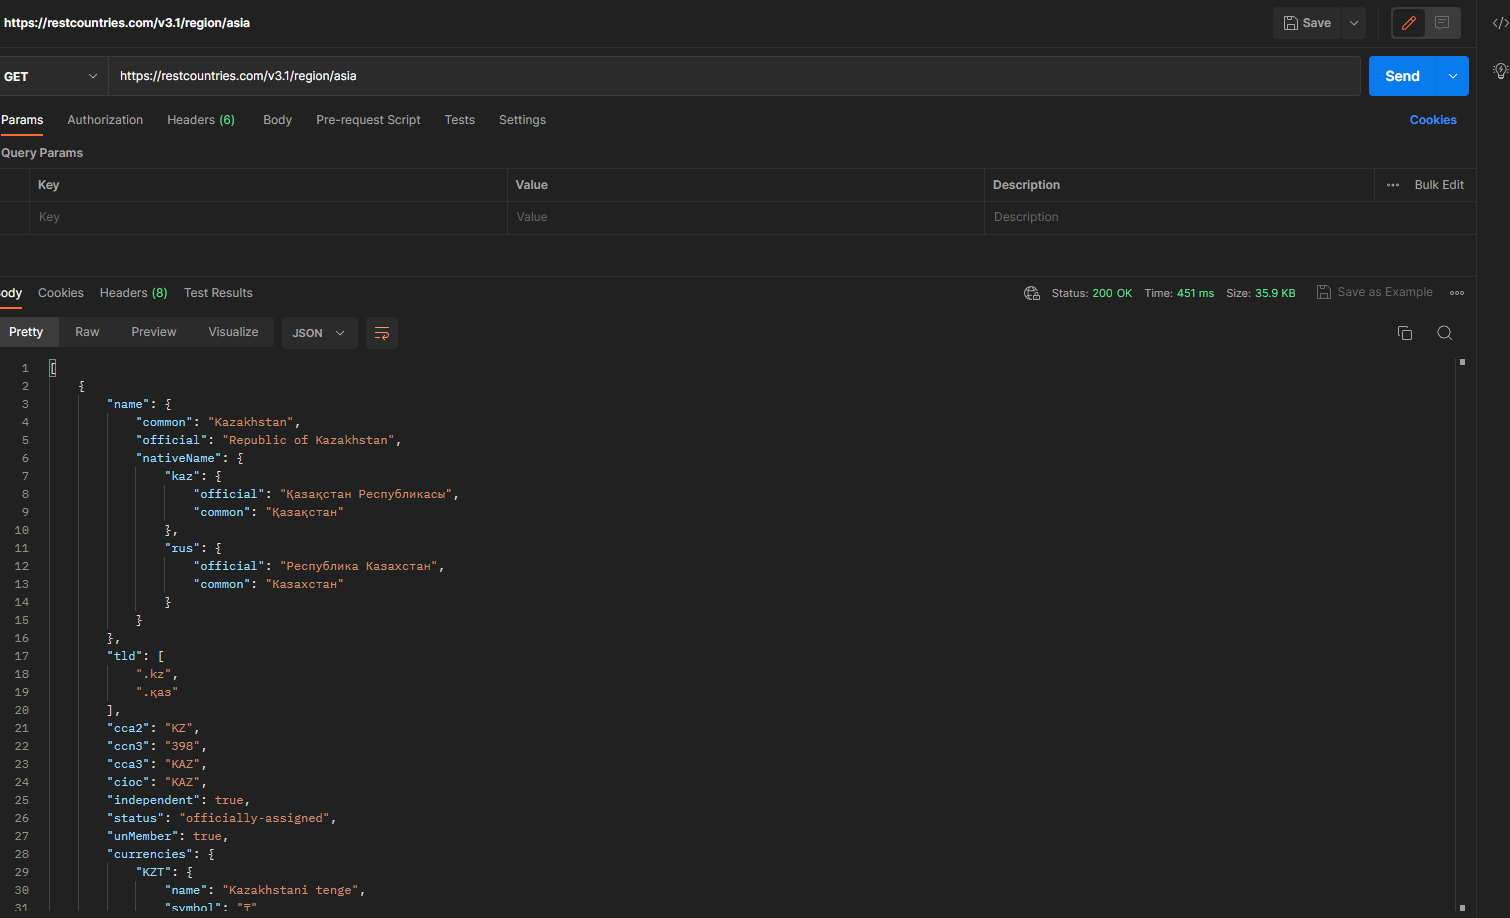 https://restcountries.com/v3.1/region/asia
Save
GET https://restcountries.com/v3.1/region/asia Send
Params Authorization Headers (6) Body Pre-request Script Tests Settings Cookies
Query Params
Key Value Description Bulk Edit
Key Value Description
ody Cookies Headers (8) Test Results Status: 200 OK Time: 451 ms Size: 35.9 KB Save as Example
Pretty Raw Preview Visualize JSON
1 [
2 {
3 "name": {
4 "common": "Kazakhstan",
5 "official": "Republic of Kazakhstan",
6 "nativeName": {
7 "kaz": {
8 "official": "Қазақстан Республикасы",
9 "common": "Қазақстан"
10 },
11 "rus": {
12 "official": "Республика Казахстан",
13 "common": "Казахстан"
14 }
15 }
16 },
17 "tld": [
18 ".kz",
19 ".қаз"
20 ],
21 "cca2": "KZ",
22 "ccn3": "398",
23 "cca3": "KAZ",
24 "cioc": "KAZ",
25 "independent": true,
26 "status": "officially-assigned",
27 "unMember": true,
28 "currencies": {
29 "KZT": {
30 "name": "Kazakhstani tenge",
31 "symbol": "₸"